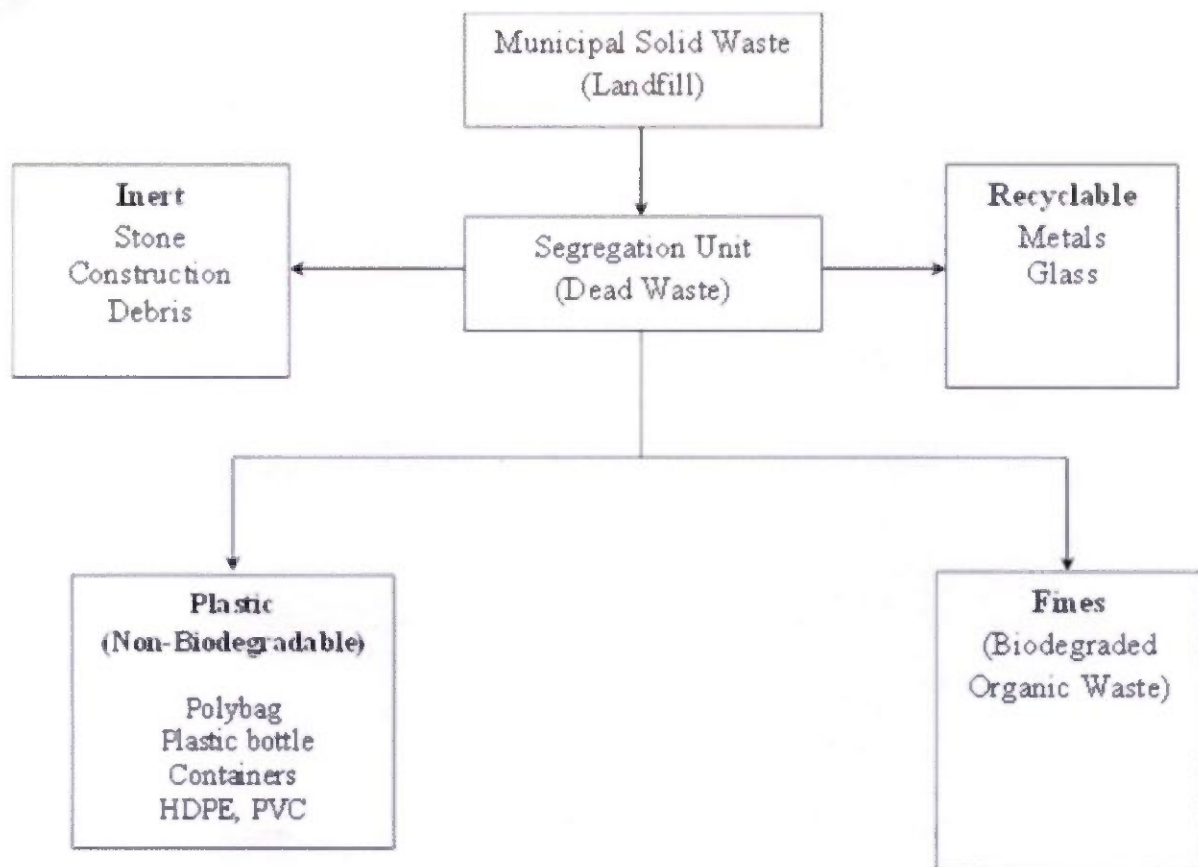 Municipal Solid Waste
(Landfill)
Inert
Stone
Construction
Debris
Segregation Unit
(Dead Waste)
Recyclable
Metals
Glass
Plastic
(Non-Biodegradable)
Polybag
Plastic bottle
Containers
HDPE, PVC
Fines
(Biodegraded
Organic Waste)